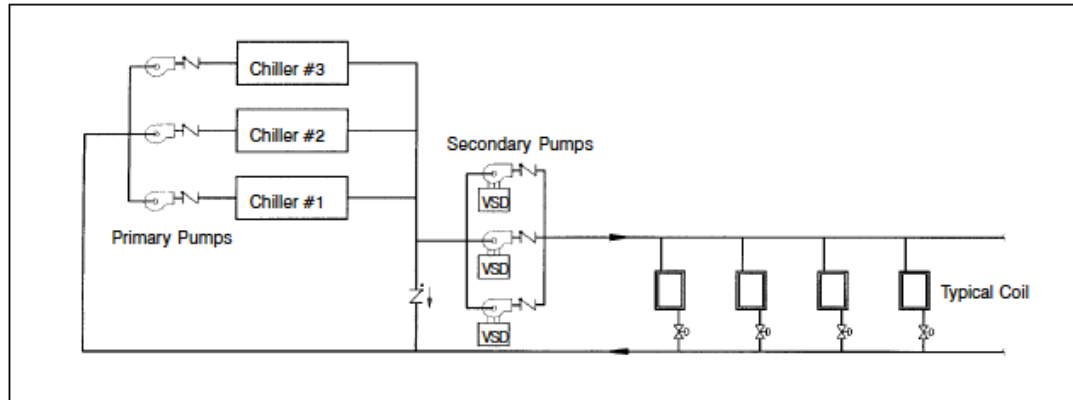 Chiller #3
Chiller #2
Secondary Pumps
Chiller #1
VSD
Primary Pumps
VSD
Typical Coil
VSD